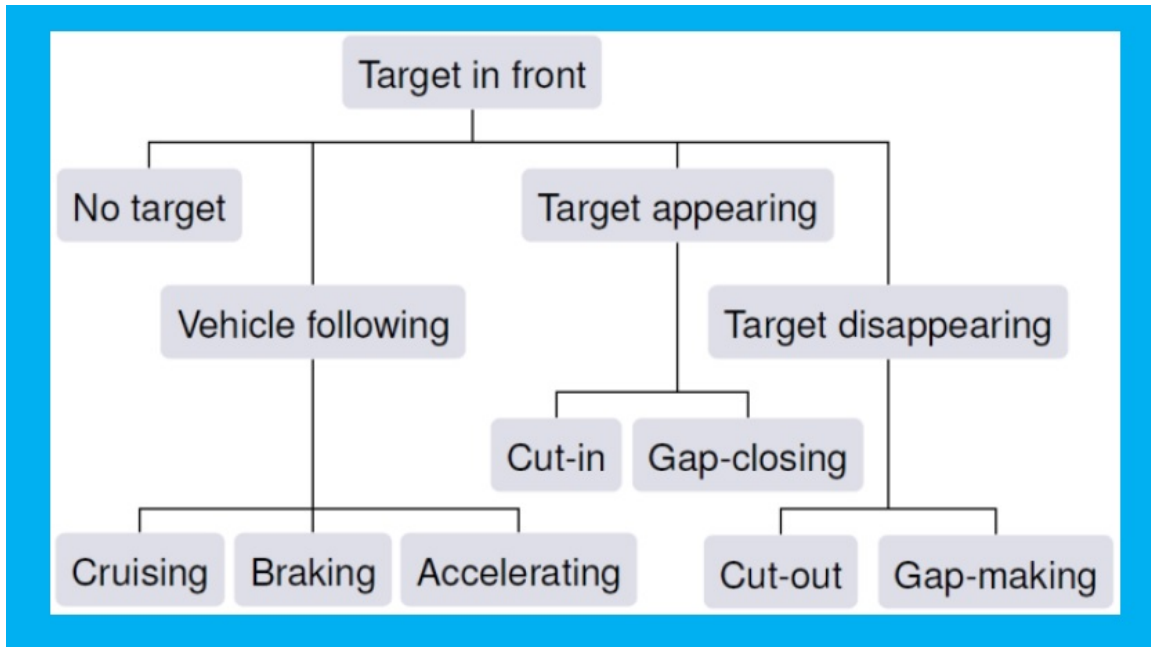 Target in front
No target
Target appearing
Vehicle following
Target disappearing
Cut-in
Gap-closing
Cruising
Braking
Accelerating
Cut-out
Gap-making